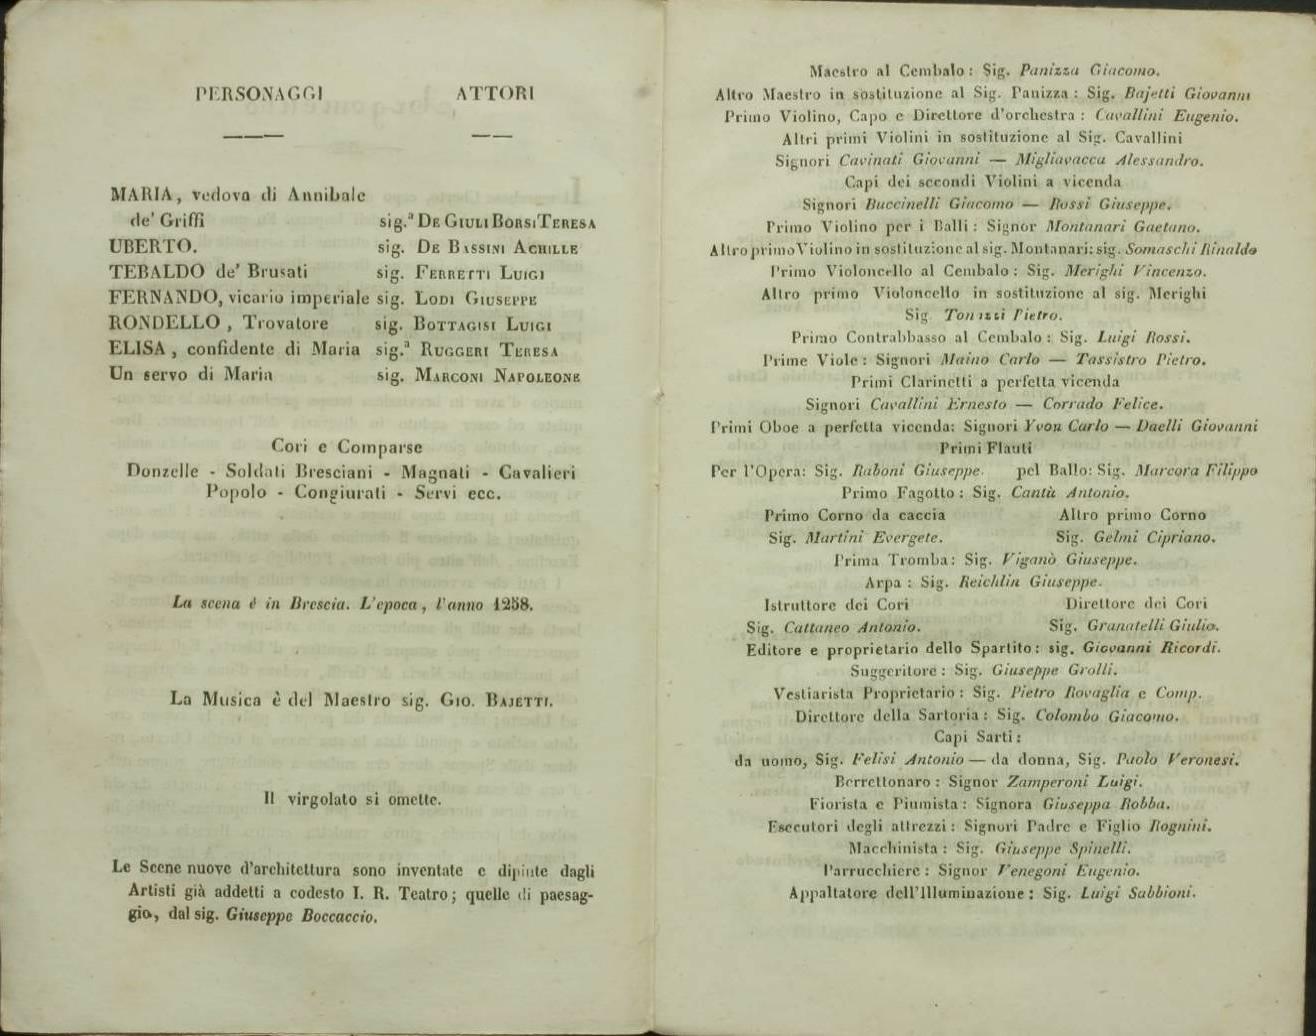 PERSONAGGI ATTORI
MARIA, vedova di Annibale
de' Griffi sig.ª DE GIULI BORSI TERESA
UBERTO. sig. DE BASSINI ACHILLE
TEBALDO de' Brusati sig. FERRETTI LUIGI
FERNANDO, vicario imperiale sig. LODI GIUSEPPE
RONDELLO, Trovatore sig. BOTTAGISI LUIGI
ELISA, confidente di Maria sig.ª RUGGERI TERESA
Un servo di Maria sig. MARCONI NAPOLEONE
Cori e Comparse
Donzelle - Soldati Bresciani - Magnati - Cavalieri
Popolo - Congiurati - Servi ecc.
La scena è in Brescia. L'epoca, l'anno 1258.
La Musica è del Maestro sig. GIO. BAJETTI.
Il virgolato si omette.
Le Scene nuove d'architettura sono inventate e dipinte dagli
Artisti già addetti a codesto I. R. Teatro; quelle di paesag-
gio, dal sig. Giuseppe Boccaccio.
Maestro al Cembalo: Sig. Panizza Giacomo.
Altro Maestro in sostituzione al Sig. Panizza: Sig. Bajetti Giovanni
Primo Violino, Capo e Direttore d'orchestra: Cavallini Eugenio.
Altri primi Violini in sostituzione al Sig. Cavallini
Signori Cavinati Giovanni — Migliavacca Alessandro.
Capi dei secondi Violini a vicenda
Signori Buccinelli Giacomo — Rossi Giuseppe.
Primo Violino per i Balli: Signor Montanari Gaetano.
Altro primo Violino in sostituzione al sig. Montanari: sig. Somaschi Rinaldo
Primo Violoncello al Cembalo: Sig. Merighi Vincenzo.
Altro primo Violoncello in sostituzione al sig. Merighi
Sig. Pietro.
Primo Contrabbasso al Cembalo: Sig. Luigi Rossi.
Prime Viole: Signori Maino Carlo — Tassistro Pietro.
Primi Clarinetti a perfetta vicenda
Signori Cavallini Ernesto — Corrado Felice.
Primi Oboe a perfetta vicenda: Signori Yvon Carlo — Daelli Giovanni
Primi Flauti
Per l'Opera: Sig. Raboni Giuseppe. pel Ballo: Sig. Marcora Filippo
Primo Fagotto: Sig. Cantù Antonio.
Primo Corno da caccia Altro primo Corno
Sig. Martini Evergete. Sig. Gelmi Cipriano.
Prima Tromba: Sig. Viganò Giuseppe.
Arpa: Sig. Reichlin Giuseppe.
Istruttore dei Cori Direttore dei Cori
Sig. Cattaneo Antonio. Sig. Granatelli Giulio.
Editore e proprietario dello Spartito: sig. Giovanni Ricordi.
Suggeritore: Sig. Giuseppe Grolli.
Vestiarista Proprietario: Sig. Pietro Rovaglia e Comp.
Direttore della Sartoria: Sig. Colombo Giacomo.
Capi Sarti:
da uomo, Sig. Felisi Antonio — da donna, Sig. Paolo Veronesi.
Berrettonaro: Signor Zamperoni Luigi.
Fiorista e Piumista: Signora Giuseppa Robba.
Esecutori degli attrezzi: Signori Padre e Figlio Rognini.
Macchinista: Sig. Giuseppe Spinelli.
Parrucchiere: Signor Venegoni Eugenio.
Appaltatore dell'Illuminazione: Sig. Luigi Sabbioni.